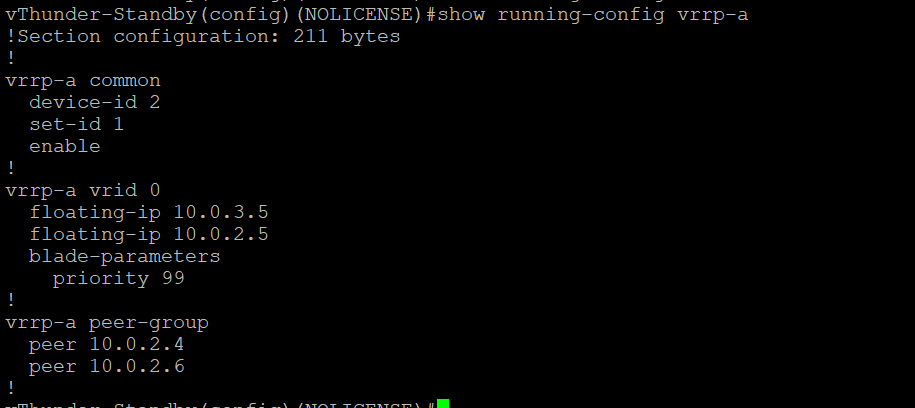 vThunder-Standby(config)(NOLICENSE)#show running-config vrrp-a
!Section configuration: 211 bytes
!
vrrp-a common
  device-id 2
  set-id 1
  enable
!
vrrp-a vrid 0
  floating-ip 10.0.3.5
  floating-ip 10.0.2.5
  blade-parameters
    priority 99
!
vrrp-a peer-group
  peer 10.0.2.4
  peer 10.0.2.6
!
vThunder-Standby(config)(NOLICENSE)#